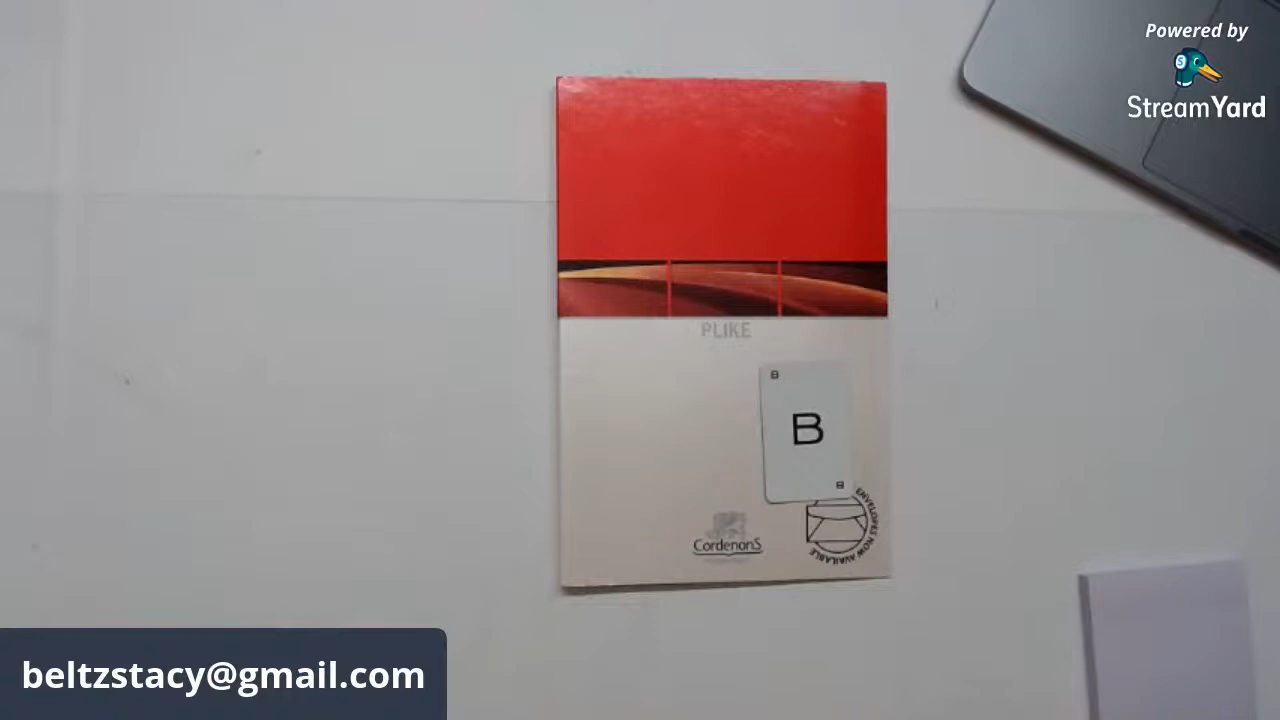 Powered by
StreamYard
PLIKE
B
B
B
CordenonS
ENVELOPES NOW AVAILABLE
beltzstacy@gmail.com